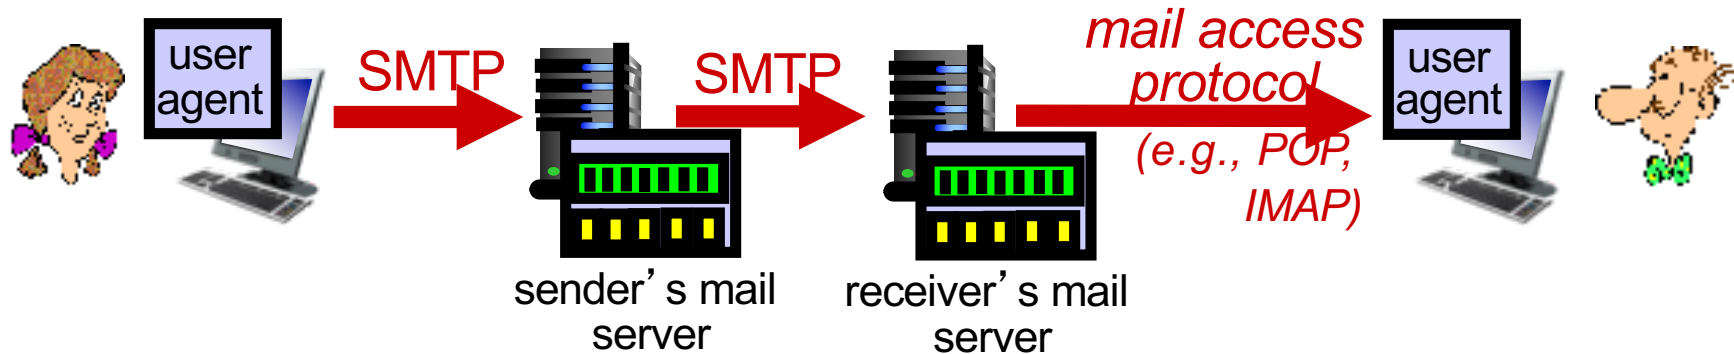 user
agent
SMTP
SMTP
mail access
protocol
(e.g., POP,
IMAP)
user
agent
sender’s mail
server
receiver’s mail
server